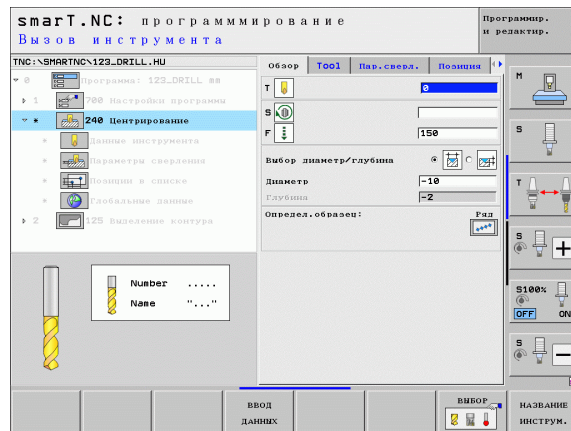 smarT.NC: программмирование
Вызов инструмента
Программир.
и редактир.
TNC:\SMARTNC\123_DRILL.HU
0 Программа: 123_DRILL mm
1 700 Настройки программы
* 240 Центрирование
* Данные инструмента
* Параметры сверления
* Позиции в списке
* Глобальные данные
2 125 Выделение контура
Обзор Tool Пар.сверл. Позиция
T 0
S
F 150
Выбор диаметр/глубина
Диаметр -10
Глубина -2
Определ.образец: Ряд
Number .....
Name "..."
M
S
T
S +
S100%
OFF ON
S –
ВВОД
ДАННЫХ
ВЫБОР
НАЗВАНИЕ
ИНСТРУМ.